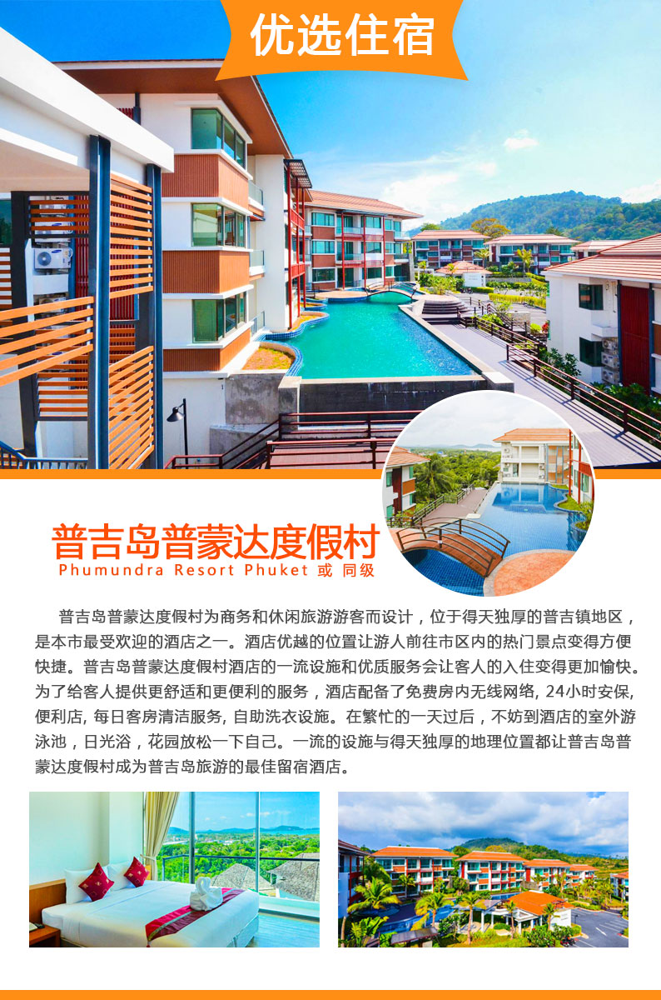 优选住宿
普吉岛普蒙达度假村
Phumundra Resort Phuket 或 同级
普吉岛普蒙达度假村为商务和休闲旅游游客而设计，位于得天独厚的普吉镇地区，
是本市最受欢迎的酒店之一。酒店优越的位置让游人前往市区内的热门景点变得方便
快捷。普吉岛普蒙达度假村酒店的一流设施和优质服务会让客人的入住变得更加愉快。
为了给客人提供更舒适和更便利的服务，酒店配备了免费房内无线网络, 24小时安保,
便利店, 每日客房清洁服务, 自助洗衣设施。在繁忙的一天过后，不妨到酒店的室外游
泳池，日光浴，花园放松一下自己。一流的设施与得天独厚的地理位置都让普吉岛普
蒙达度假村成为普吉岛旅游的最佳留宿酒店。